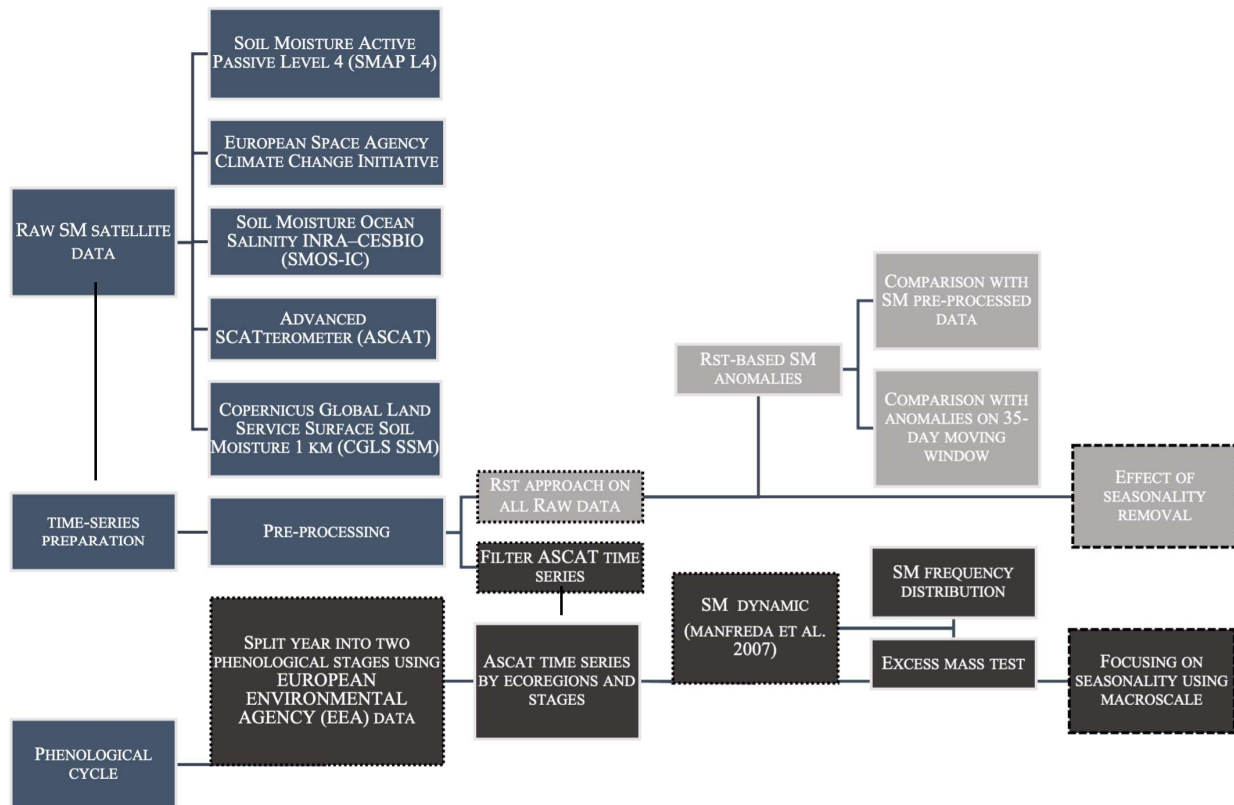 SOIL MOISTURE ACTIVE
PASSIVE LEVEL 4 (SMAP L4)
EUROPEAN SPACE AGENCY
CLIMATE CHANGE INITIATIVE
RAW SM SATELLITE
DATA
SOIL MOISTURE OCEAN
SALINITY INRA–CESBIO
(SMOS-IC)
ADVANCED
SCATTEROMETER (ASCAT)
COPERNICUS GLOBAL LAND
SERVICE SURFACE SOIL
MOISTURE 1 KM (CGLS SSM)
COMPARISON WITH
SM PRE-PROCESSED
DATA
RST-BASED SM
ANOMALIES
COMPARISON WITH
ANOMALIES ON 35-
DAY MOVING
WINDOW
TIME-SERIES
PREPARATION
PRE-PROCESSING
RST APPROACH ON
ALL RAW DATA
EFFECT OF
SEASONALITY
REMOVAL
FILTER ASCAT TIME
SERIES
SPLIT YEAR INTO TWO
PHENOLOGICAL STAGES USING
EUROPEAN
ENVIRONMENTAL
AGENCY (EEA) DATA
ASCAT TIME SERIES
BY ECOREGIONS AND
STAGES
SM DYNAMIC
(MANFREDA ET AL.
2007)
SM FREQUENCY
DISTRIBUTION
EXCESS MASS TEST
FOCUSING ON
SEASONALITY USING
MACROSCALE
PHENOLOGICAL
CYCLE